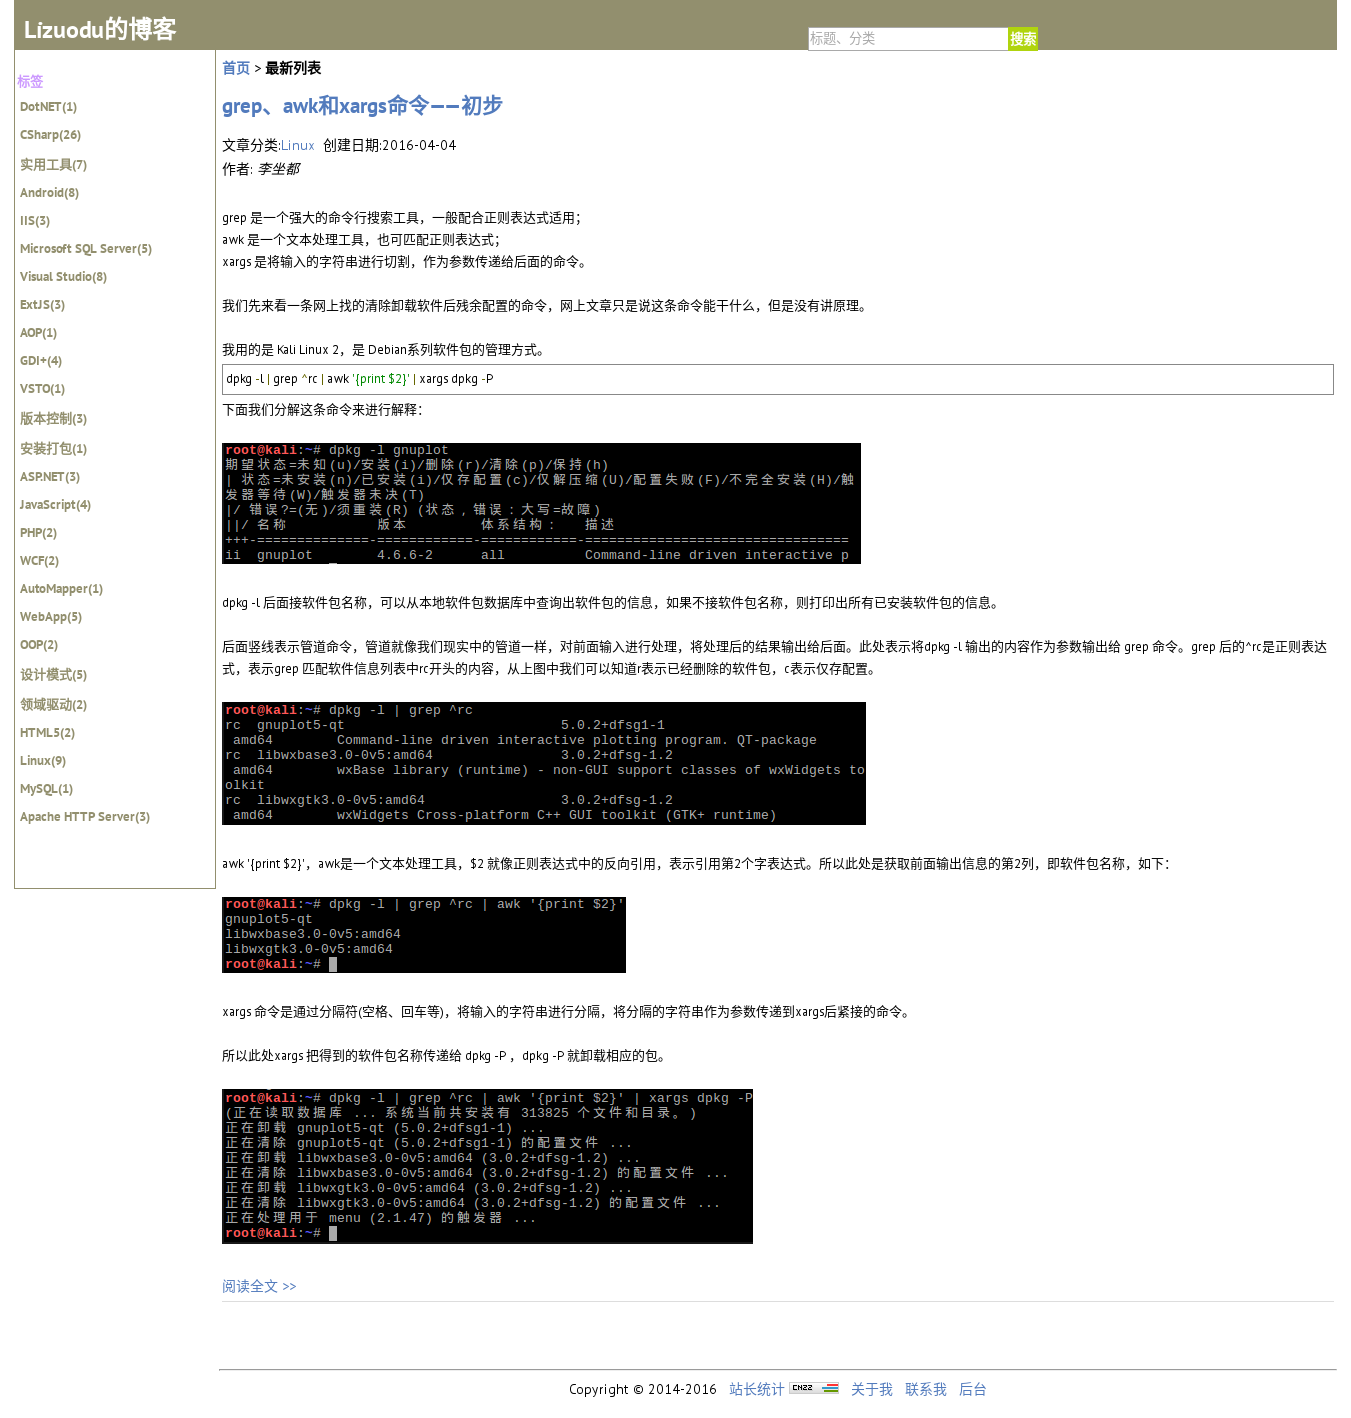 Lizuodu的博客
标题、分类
搜索
标签
DotNET(1)
CSharp(26)
实用工具(7)
Android(8)
IIS(3)
Microsoft SQL Server(5)
Visual Studio(8)
ExtJS(3)
AOP(1)
GDI+(4)
VSTO(1)
版本控制(3)
安装打包(1)
ASP.NET(3)
JavaScript(4)
PHP(2)
WCF(2)
AutoMapper(1)
WebApp(5)
OOP(2)
设计模式(5)
领域驱动(2)
HTML5(2)
Linux(9)
MySQL(1)
Apache HTTP Server(3)
首页 > 最新列表
grep、awk和xargs命令——初步
文章分类:Linux 创建日期:2016-04-04
作者: 李坐都
grep 是一个强大的命令行搜索工具，一般配合正则表达式适用；
awk 是一个文本处理工具，也可匹配正则表达式；
xargs 是将输入的字符串进行切割，作为参数传递给后面的命令。
我们先来看一条网上找的清除卸载软件后残余配置的命令，网上文章只是说这条命令能干什么，但是没有讲原理。
我用的是 Kali Linux 2，是 Debian系列软件包的管理方式。
dpkg -l | grep ^rc | awk '{print $2}' | xargs dpkg -P
下面我们分解这条命令来进行解释：
root@kali:~# dpkg -l gnuplot
期望状态=未知(u)/安装(i)/删除(r)/清除(p)/保持(h)
| 状态=未安装(n)/已安装(i)/仅存配置(c)/仅解压缩(U)/配置失败(F)/不完全安装(H)/触
发器等待(W)/触发器未决(T)
|/ 错误?=(无)/须重装(R) (状态，错误：大写=故障)
||/ 名称 版本 体系结构： 描述
+++-==============-============-============-=================================
ii gnuplot 4.6.6-2 all Command-line driven interactive p
dpkg -l 后面接软件包名称，可以从本地软件包数据库中查询出软件包的信息，如果不接软件包名称，则打印出所有已安装软件包的信息。
后面竖线表示管道命令，管道就像我们现实中的管道一样，对前面输入进行处理，将处理后的结果输出给后面。此处表示将dpkg -l 输出的内容作为参数输出给 grep 命令。grep 后的^rc是正则表达
式，表示grep 匹配软件信息列表中rc开头的内容，从上图中我们可以知道r表示已经删除的软件包，c表示仅存配置。
root@kali:~# dpkg -l | grep ^rc
rc gnuplot5-qt 5.0.2+dfsg1-1
amd64 Command-line driven interactive plotting program. QT-package
rc libwxbase3.0-0v5:amd64 3.0.2+dfsg-1.2
amd64 wxBase library (runtime) - non-GUI support classes of wxWidgets to
olkit
rc libwxgtk3.0-0v5:amd64 3.0.2+dfsg-1.2
amd64 wxWidgets Cross-platform C++ GUI toolkit (GTK+ runtime)
awk '{print $2}'，awk是一个文本处理工具，$2 就像正则表达式中的反向引用，表示引用第2个字表达式。所以此处是获取前面输出信息的第2列，即软件包名称，如下：
root@kali:~# dpkg -l | grep ^rc | awk '{print $2}'
gnuplot5-qt
libwxbase3.0-0v5:amd64
libwxgtk3.0-0v5:amd64
root@kali:~#
xargs 命令是通过分隔符(空格、回车等)，将输入的字符串进行分隔，将分隔的字符串作为参数传递到xargs后紧接的命令。
所以此处xargs 把得到的软件包名称传递给 dpkg -P ，dpkg -P 就卸载相应的包。
root@kali:~# dpkg -l | grep ^rc | awk '{print $2}' | xargs dpkg -P
(正在读取数据库 ... 系统当前共安装有 313825 个文件和目录。)
正在卸载 gnuplot5-qt (5.0.2+dfsg1-1) ...
正在清除 gnuplot5-qt (5.0.2+dfsg1-1) 的配置文件 ...
正在卸载 libwxbase3.0-0v5:amd64 (3.0.2+dfsg-1.2) ...
正在清除 libwxbase3.0-0v5:amd64 (3.0.2+dfsg-1.2) 的配置文件 ...
正在卸载 libwxgtk3.0-0v5:amd64 (3.0.2+dfsg-1.2) ...
正在清除 libwxgtk3.0-0v5:amd64 (3.0.2+dfsg-1.2) 的配置文件 ...
正在处理用于 menu (2.1.47) 的触发器 ...
root@kali:~#
阅读全文 >>
Copyright © 2014-2016 站长统计 CNZZ 关于我 联系我 后台